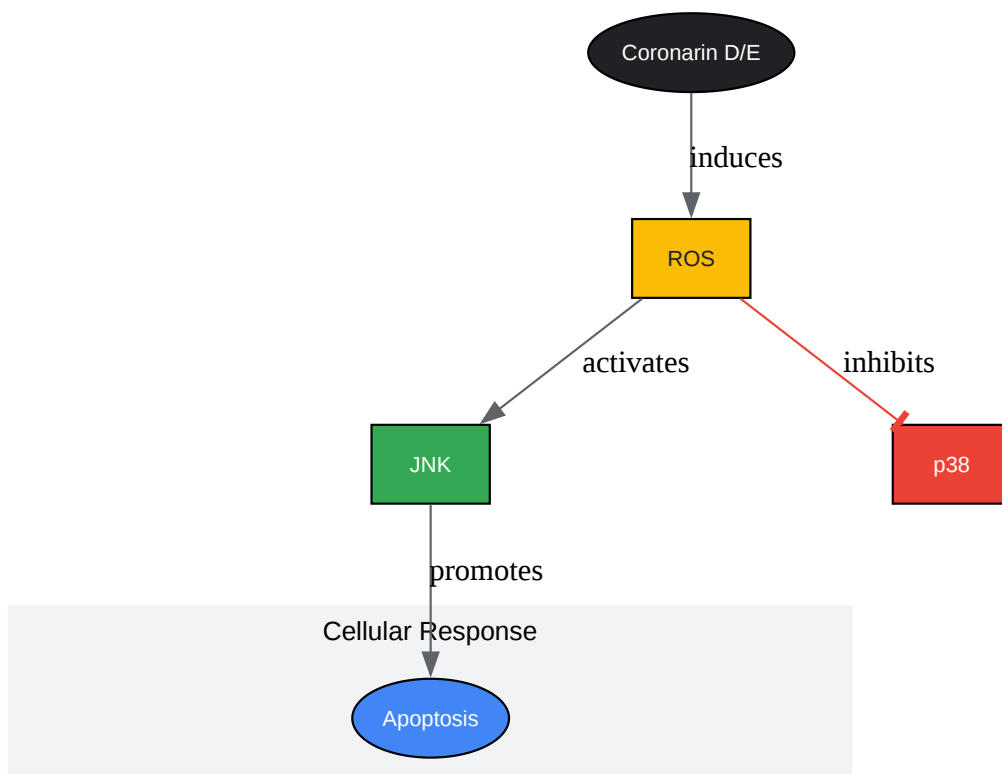 Coronarin D/E
induces
ROS
activates
inhibits
JNK
p38
promotes
Cellular Response
Apoptosis